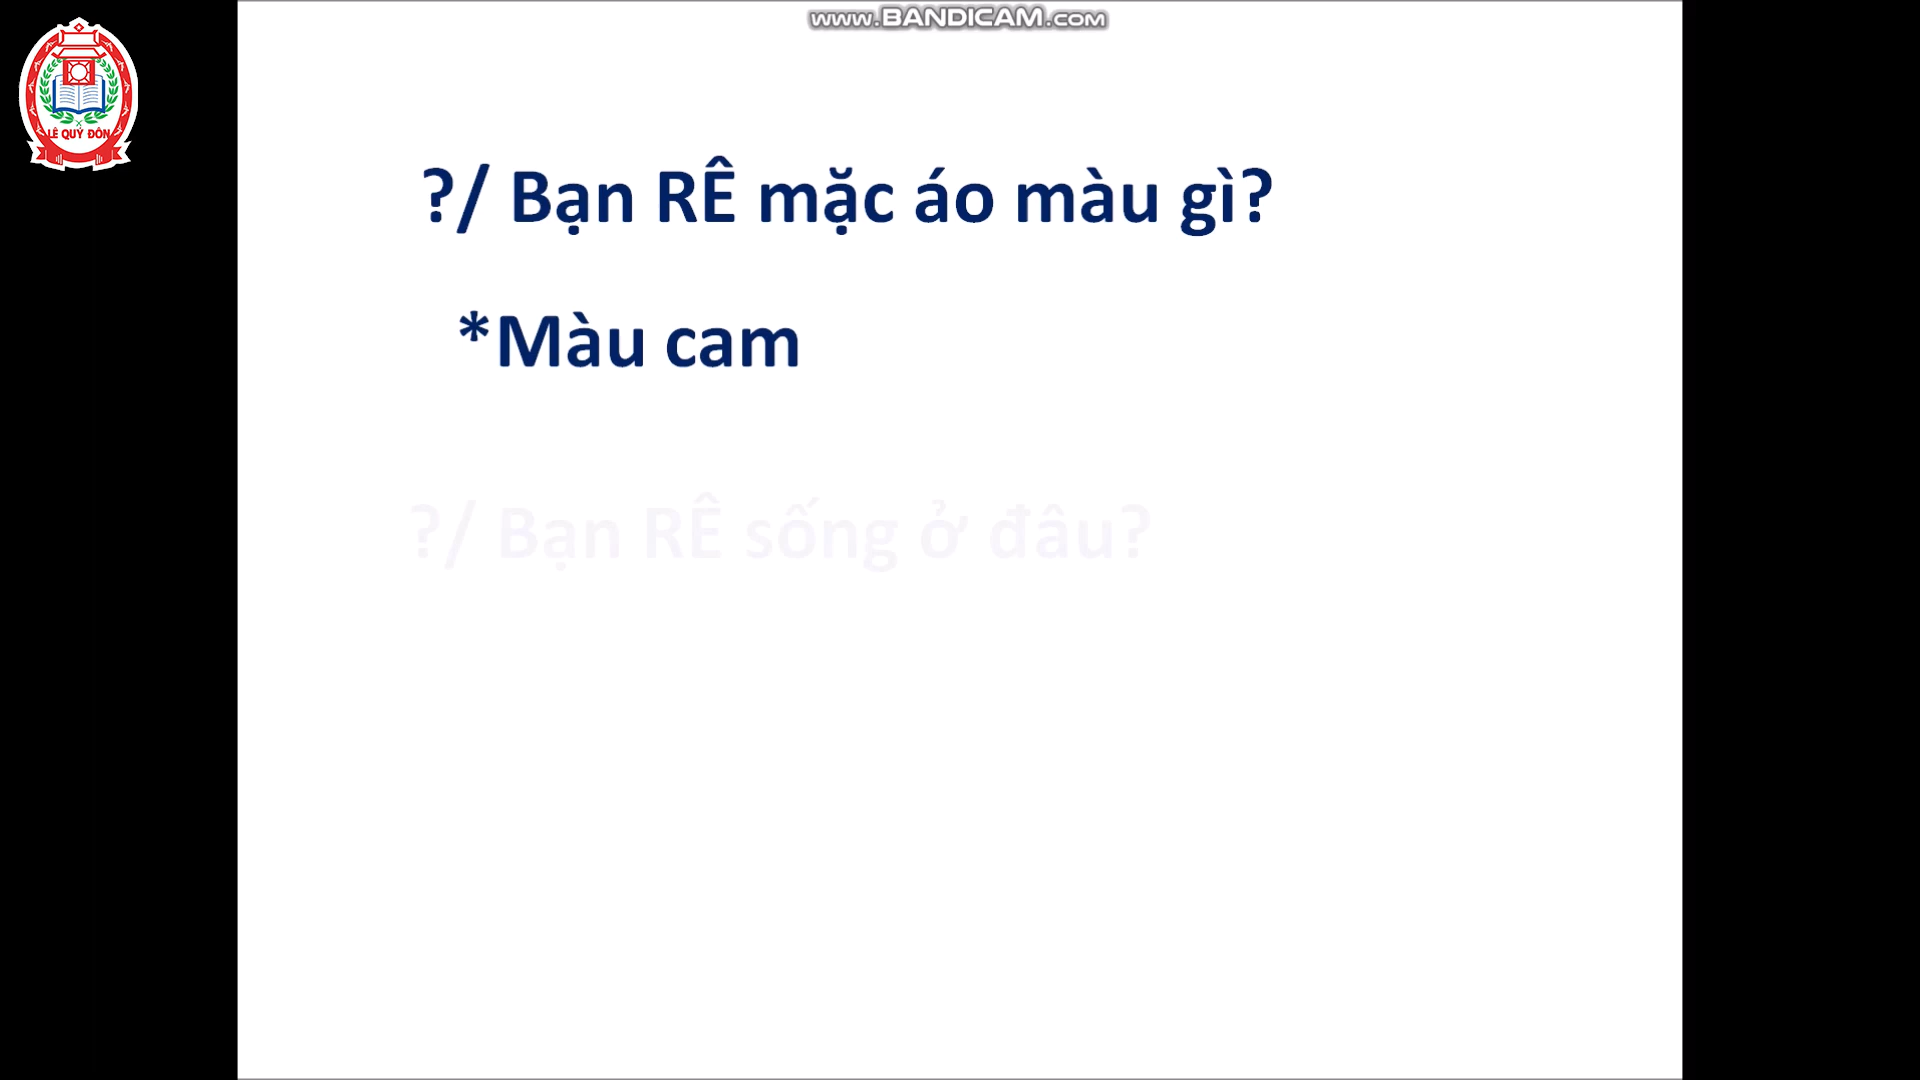 www.BANDICAM.com
LÊ QUÝ ĐÔN
?/ Bạn RÊ mặc áo màu gì?
*Màu cam
?/ Bạn RÊ sống ở đâu?